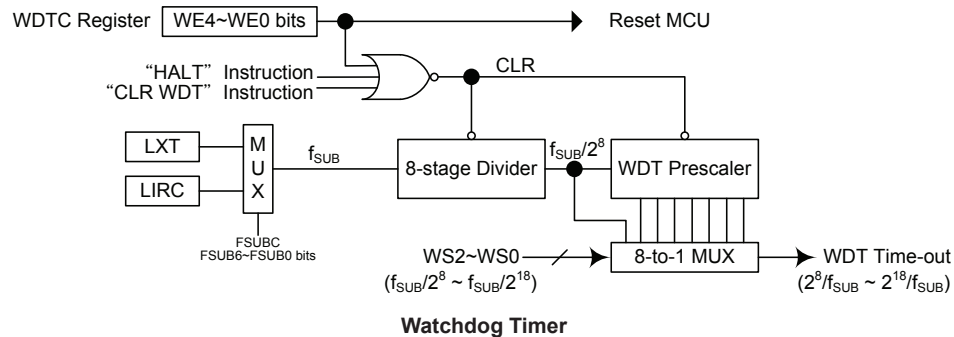 WDTC Register WE4~WE0 bits Reset MCU
CLR
“HALT” Instruction
“CLR WDT” Instruction
LXT
LIRC
M
U
X
fSUB
8-stage Divider
fSUB/2⁸
WDT Prescaler
FSUBC
FSUB6~FSUB0 bits
WS2~WS0
(fSUB/2⁸ ~ fSUB/2¹⁸)
8-to-1 MUX
WDT Time-out
(2⁸/fSUB ~ 2¹⁸/fSUB)
Watchdog Timer